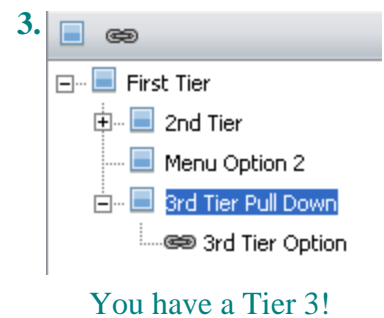 3.
First Tier
2nd Tier
Menu Option 2
3rd Tier Pull Down
3rd Tier Option
You have a Tier 3!